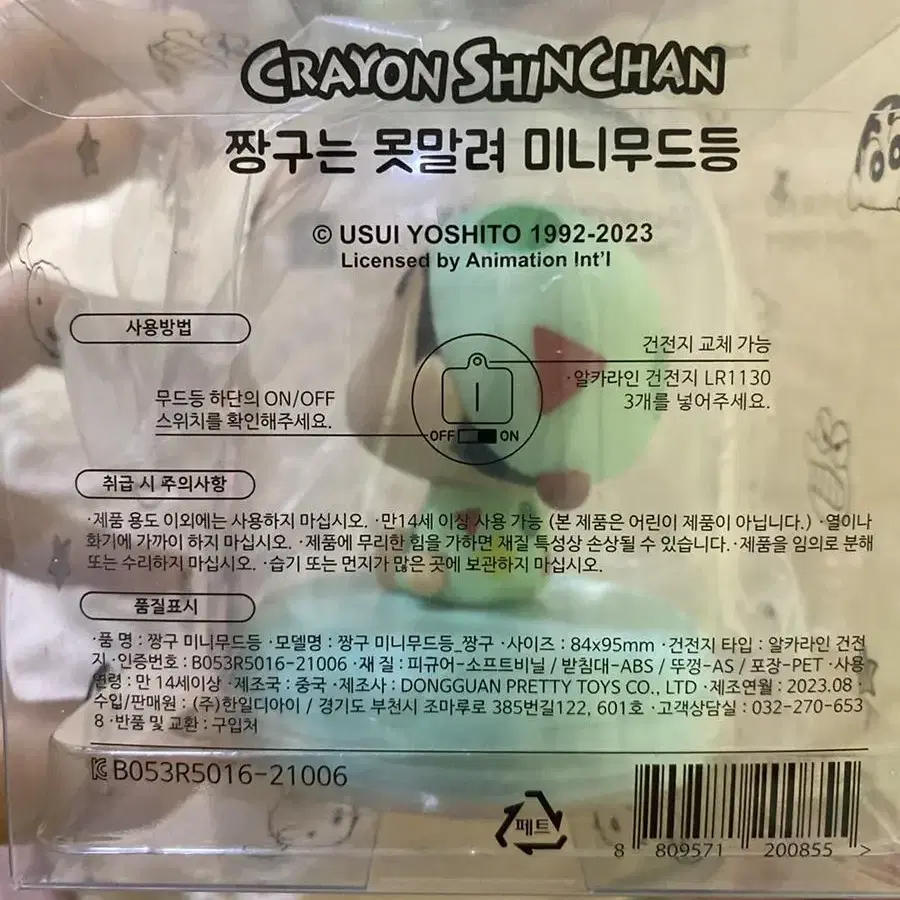 CRAYON SHINCHAN
짱구는 못말려 미니무드등
© USUI YOSHITO 1992-2023
Licensed by Animation Int'l
사용방법
무드등 하단의 ON/OFF
스위치를 확인해주세요.
건전지 교체 가능
·알카라인 건전지 LR1130
3개를 넣어주세요.
OFF ON
취급 시 주의사항
·제품 용도 이외에는 사용하지 마십시오. ·만14세 이상 사용 가능 (본 제품은 어린이 제품이 아닙니다.) ·열이나
화기에 가까이 하지 마십시오. ·제품에 무리한 힘을 가하면 재질 특성상 손상될 수 있습니다. ·제품을 임의로 분해
또는 수리하지 마십시오. ·습기 또는 먼지가 많은 곳에 보관하지 마십시오.
품질표시
·품 명 : 짱구 미니무드등 ·모델명 : 짱구 미니무드등_짱구 ·사이즈 : 84x95mm ·건전지 타입 : 알카라인 건전
지 ·인증번호 : B053R5016-21006 ·재 질 : 피규어-소프트비닐 / 받침대-ABS / 뚜껑-AS / 포장-PET ·사용
연령 : 만 14세이상 ·제조국 : 중국 ·제조사 : DONGGUAN PRETTY TOYS CO., LTD ·제조연월 : 2023.08 ·
수입/판매원 : (주)한일디아이 / 경기도 부천시 조마루로 385번길122, 601호 ·고객상담실 : 032-270-653
8 ·반품 및 교환 : 구입처
KC B053R5016-21006
페트
8 809571 200855 >